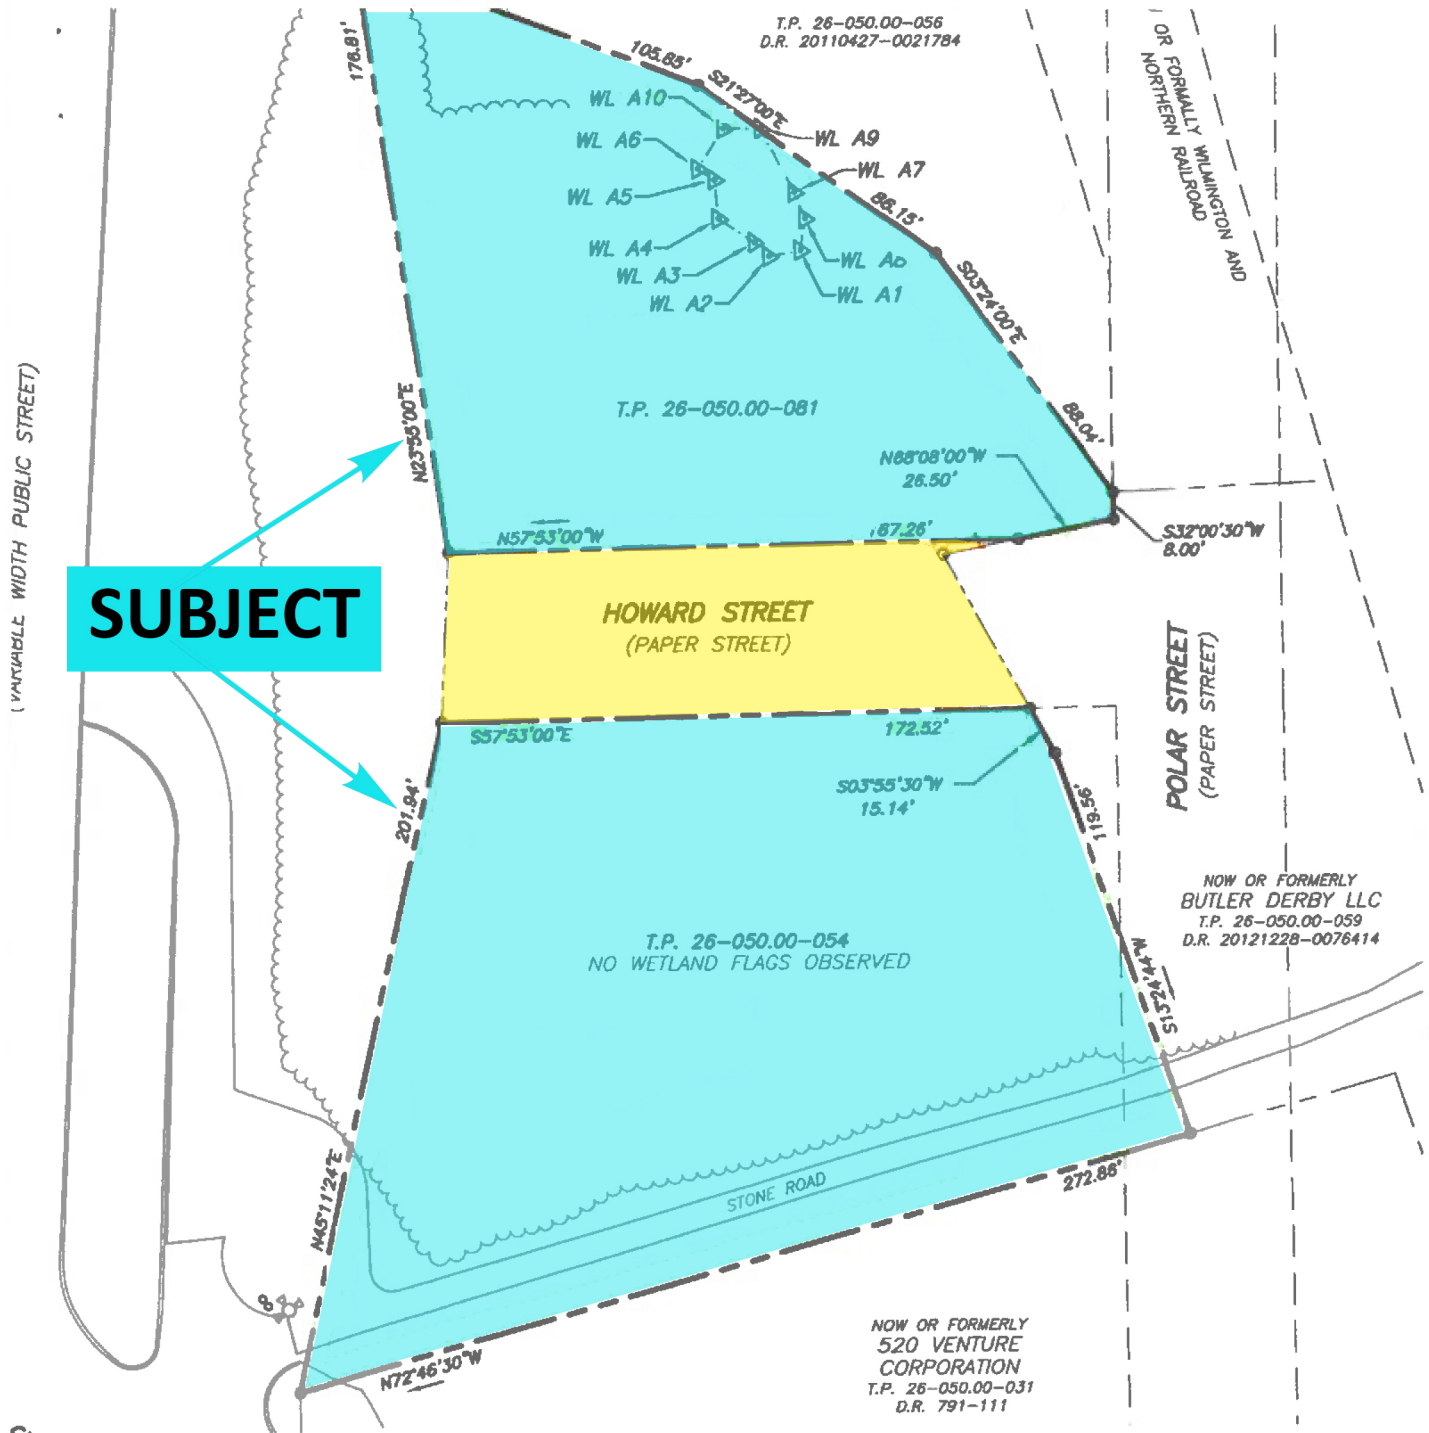 T.P. 26-050.00-056
D.R. 20110427-0021784
176.81'
105.85'
S21°27'00"E
OR FORMALLY WILMINGTON AND
NORTHERN RAILROAD
WL A10
WL A9
WL A6
WL A7
WL A5
86.15'
WL A4
WL A3
WL A2
WL A1
S03°24'00"E
(VARIABLE WIDTH PUBLIC STREET)
N23°55'00"E
T.P. 26-050.00-081
88.04'
N68°08'00"W
26.50'
S32°00'30"W
8.00'
N57°53'00"W
167.26'
SUBJECT
HOWARD STREET
(PAPER STREET)
POLAR STREET
(PAPER STREET)
S57°53'00"E
172.52'
S03°55'30"W
15.14'
201.94'
119.56'
NOW OR FORMERLY
BUTLER DERBY LLC
T.P. 26-050.00-059
D.R. 20121228-0076414
T.P. 26-050.00-054
NO WETLAND FLAGS OBSERVED
S13°24'44"W
N45°11'24"E
STONE ROAD
272.86'
8
N72°46'30"W
NOW OR FORMERLY
520 VENTURE
CORPORATION
T.P. 26-050.00-031
D.R. 791-111